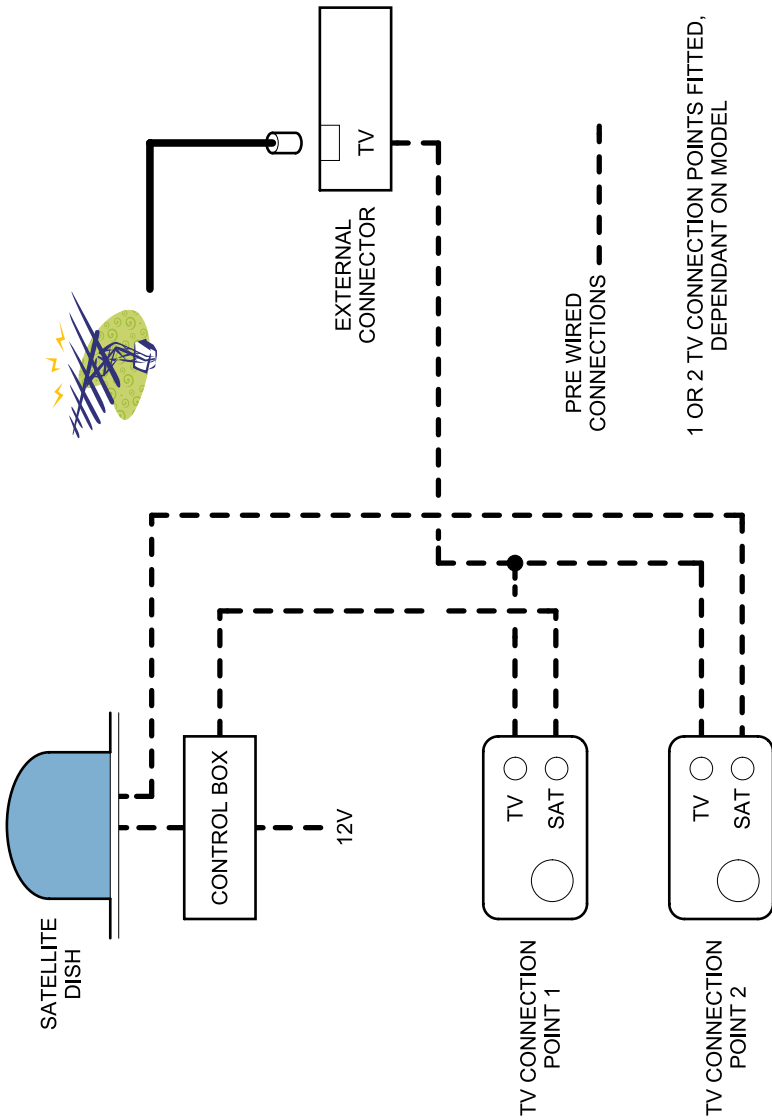 SATELLITE
DISH
CONTROL BOX
12V
TV CONNECTION
POINT 1
TV
SAT
TV CONNECTION
POINT 2
TV
SAT
EXTERNAL
CONNECTOR
TV
PRE WIRED
CONNECTIONS
1 OR 2 TV CONNECTION POINTS FITTED,
DEPENDANT ON MODEL